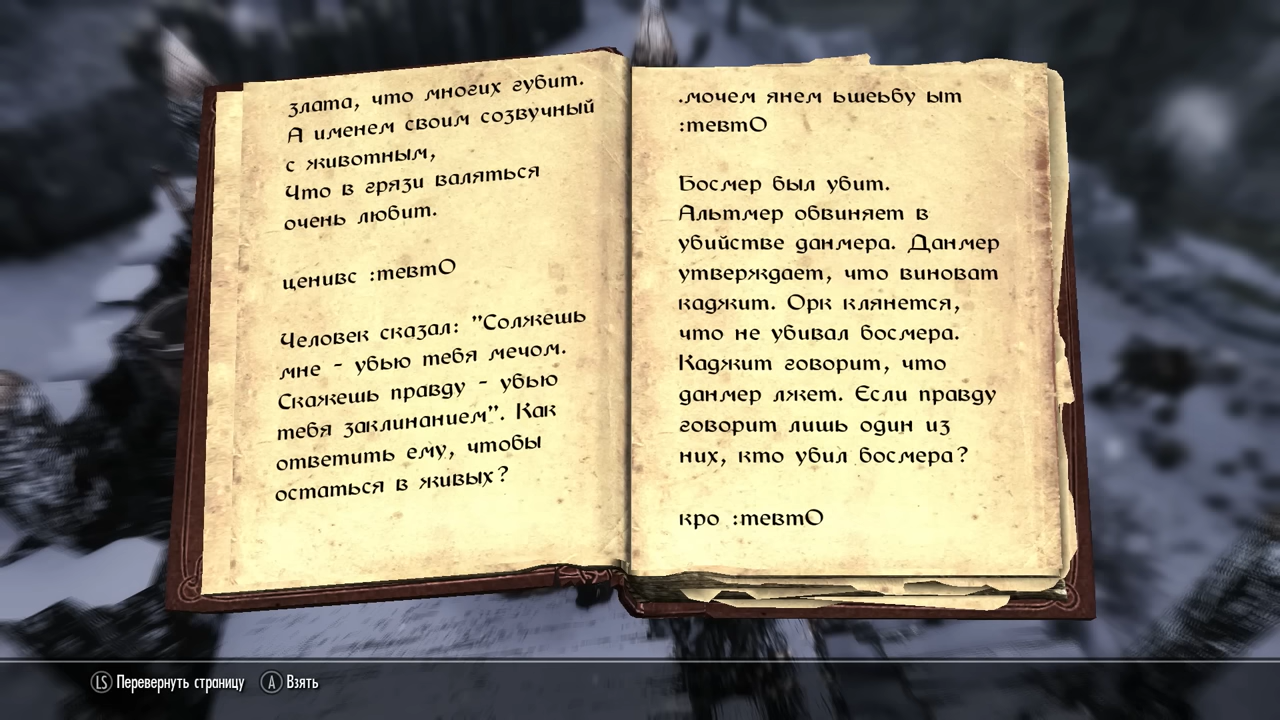 злата, что многих губит.
А именем своим созвучный
с животным,
Что в грязи валяться
очень любит.
ценивс :тевтО
Человек сказал: "Солжешь
мне - убью тебя мечом.
Скажешь правду - убью
тебя заклинанием". Как
ответить ему, чтобы
остаться в живых?
.мочем янем ьшеьбу ыт
:тевтО
Босмер был убит.
Альтмер обвиняет в
убийстве данмера. Данмер
утверждает, что виноват
каджит. Орк клянется,
что не убивал босмера.
Каджит говорит, что
данмер лжет. Если правду
говорит лишь один из
них, кто убил босмера?
кро :тевтО
LS Перевернуть страницу A Взять